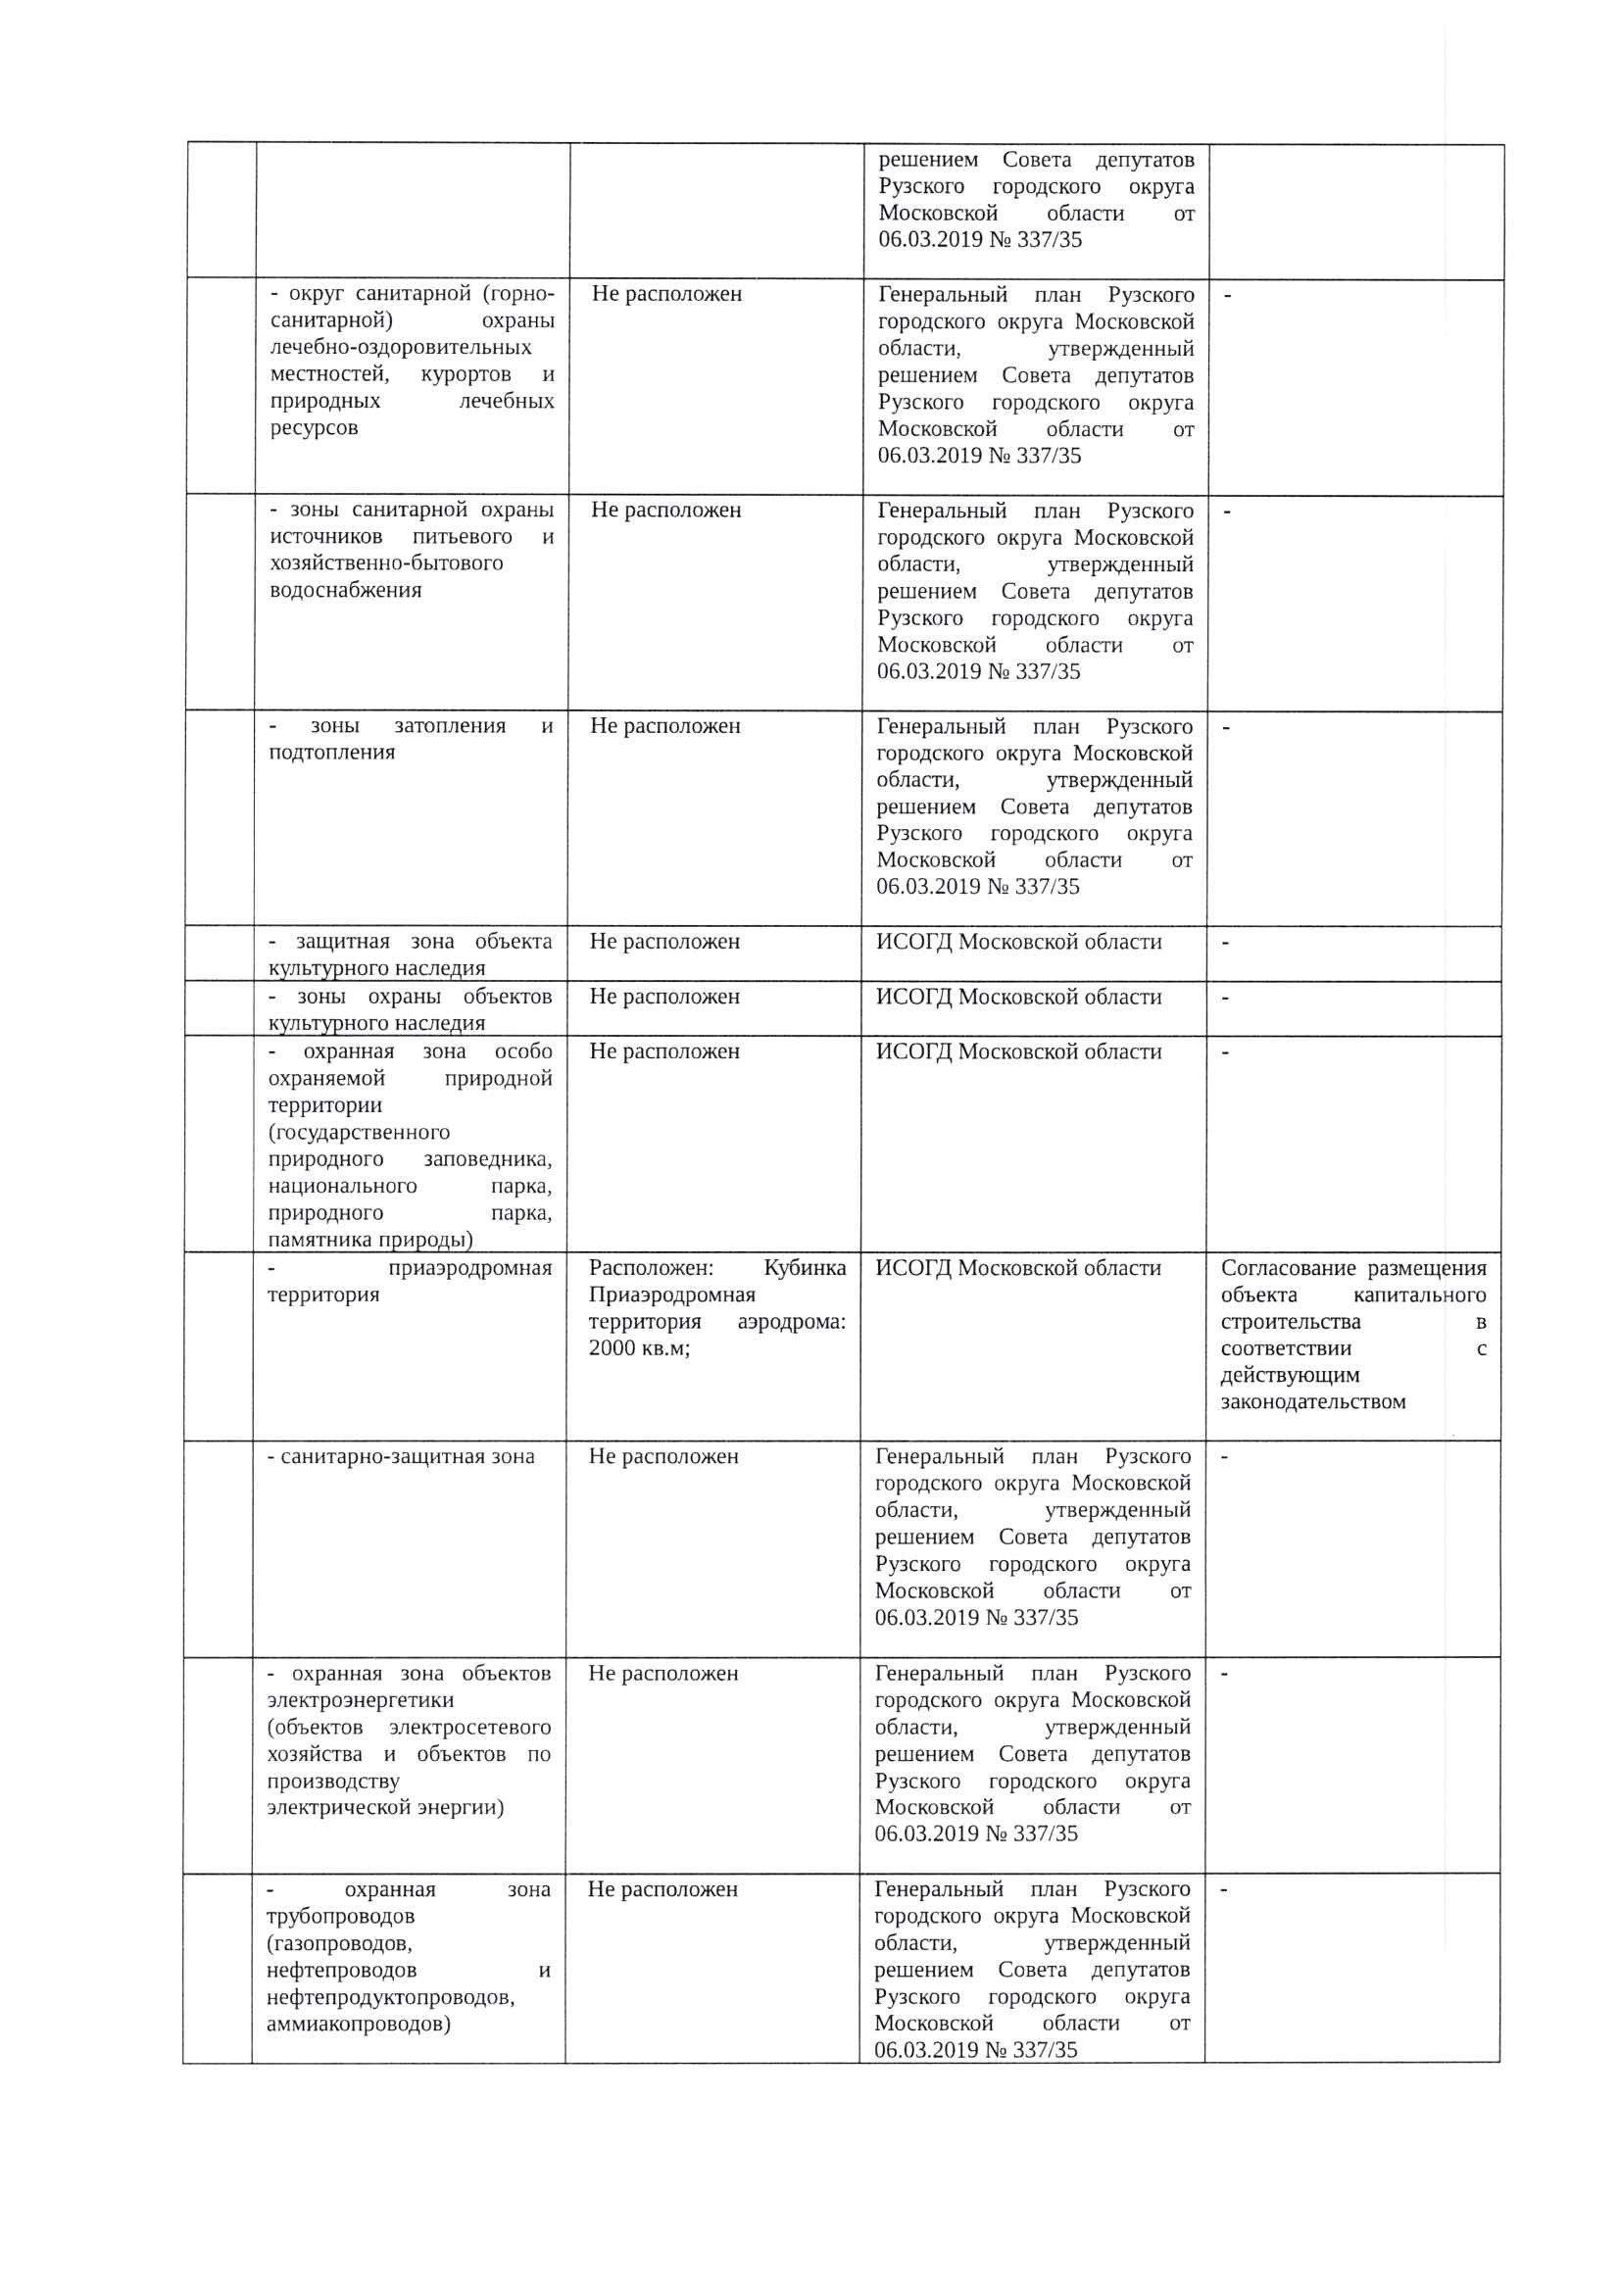 решением Совета депутатов
Рузского городского округа
Московской области от
06.03.2019 № 337/35
- округ санитарной (горно-
санитарной) охраны
лечебно-оздоровительных
местностей, курортов и
природных лечебных
ресурсов
Не расположен
Генеральный план Рузского
городского округа Московской
области, утвержденный
решением Совета депутатов
Рузского городского округа
Московской области от
06.03.2019 № 337/35
-
- зоны санитарной охраны
источников питьевого и
хозяйственно-бытового
водоснабжения
Не расположен
Генеральный план Рузского
городского округа Московской
области, утвержденный
решением Совета депутатов
Рузского городского округа
Московской области от
06.03.2019 № 337/35
-
- зоны затопления и
подтопления
Не расположен
Генеральный план Рузского
городского округа Московской
области, утвержденный
решением Совета депутатов
Рузского городского округа
Московской области от
06.03.2019 № 337/35
-
- защитная зона объекта
культурного наследия
Не расположен
ИСОГД Московской области
-
- зоны охраны объектов
культурного наследия
Не расположен
ИСОГД Московской области
-
- охранная зона особо
охраняемой природной
территории
(государственного
природного заповедника,
национального парка,
природного парка,
памятника природы)
Не расположен
ИСОГД Московской области
-
- приаэродромная
территория
Расположен: Кубинка
Приаэродромная
территория аэродрома:
2000 кв.м;
ИСОГД Московской области
Согласование размещения
объекта капитального
строительства в
соответствии с
действующим
законодательством
- санитарно-защитная зона
Не расположен
Генеральный план Рузского
городского округа Московской
области, утвержденный
решением Совета депутатов
Рузского городского округа
Московской области от
06.03.2019 № 337/35
-
- охранная зона объектов
электроэнергетики
(объектов электросетевого
хозяйства и объектов по
производству
электрической энергии)
Не расположен
Генеральный план Рузского
городского округа Московской
области, утвержденный
решением Совета депутатов
Рузского городского округа
Московской области от
06.03.2019 № 337/35
-
- охранная зона
трубопроводов
(газопроводов,
нефтепроводов и
нефтепродуктопроводов,
аммиакопроводов)
Не расположен
Генеральный план Рузского
городского округа Московской
области, утвержденный
решением Совета депутатов
Рузского городского округа
Московской области от
06.03.2019 № 337/35
-